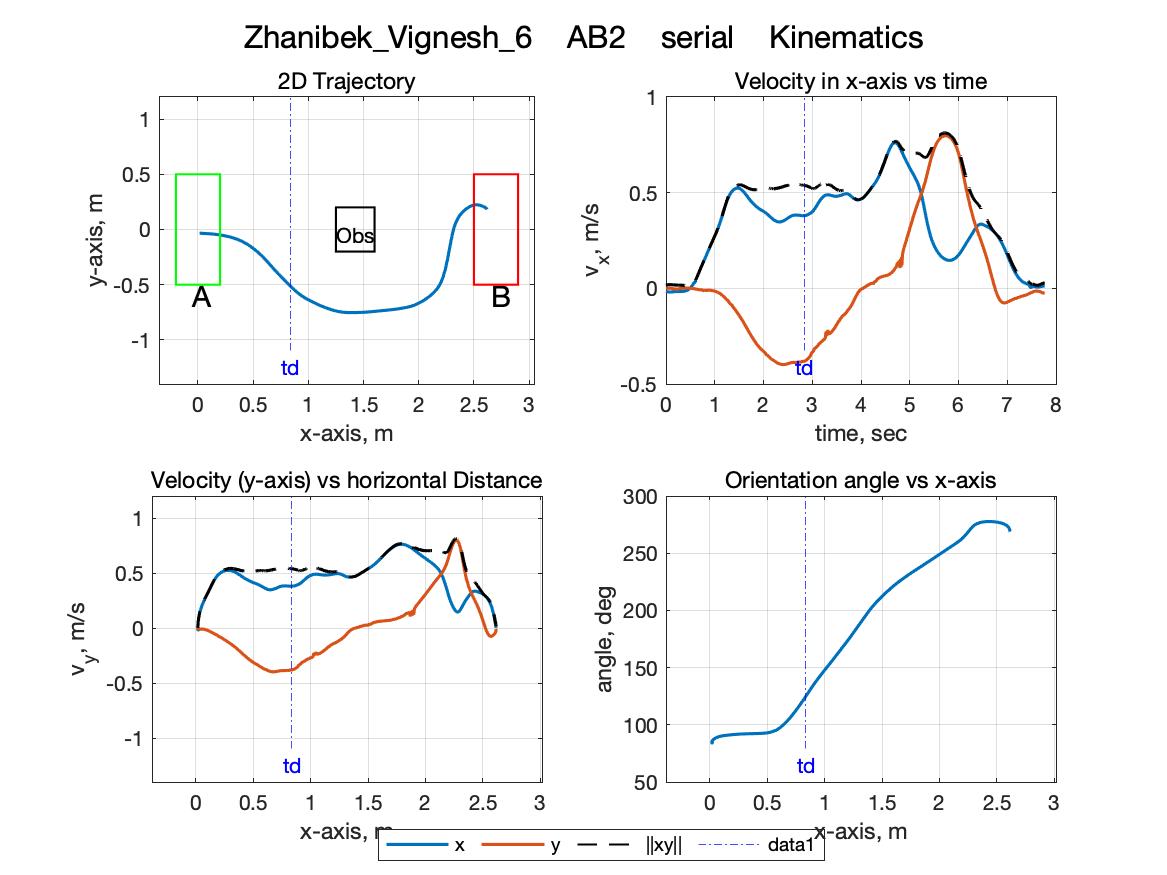 Zhanibek_Vignesh_6 AB2 serial Kinematics
2D Trajectory
1
0.5
0
-0.5
-1
y-axis, m
Obs
A
B
td
0 0.5 1 1.5 2 2.5 3
x-axis, m
Velocity in x-axis vs time
1
0.5
0
-0.5
v_x, m/s
td
0 1 2 3 4 5 6 7 8
time, sec
Velocity (y-axis) vs horizontal Distance
1
0.5
0
-0.5
-1
v_y, m/s
td
0 0.5 1 1.5 2 2.5 3
x-axis, m
Orientation angle vs x-axis
300
250
200
150
100
50
angle, deg
td
0 0.5 1 1.5 2 2.5 3
x-axis, m
x y ||xy|| data1